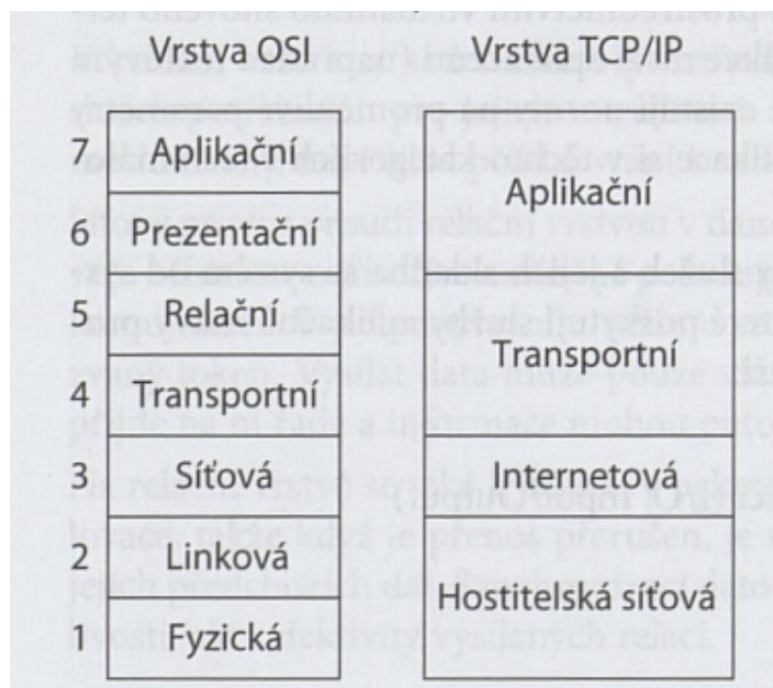 Vrstva OSI Vrstva TCP/IP
7 Aplikační
6 Prezentační
5 Relační
4 Transportní
3 Síťová
2 Linková
1 Fyzická
Aplikační
Transportní
Internetová
Hostitelská síťová